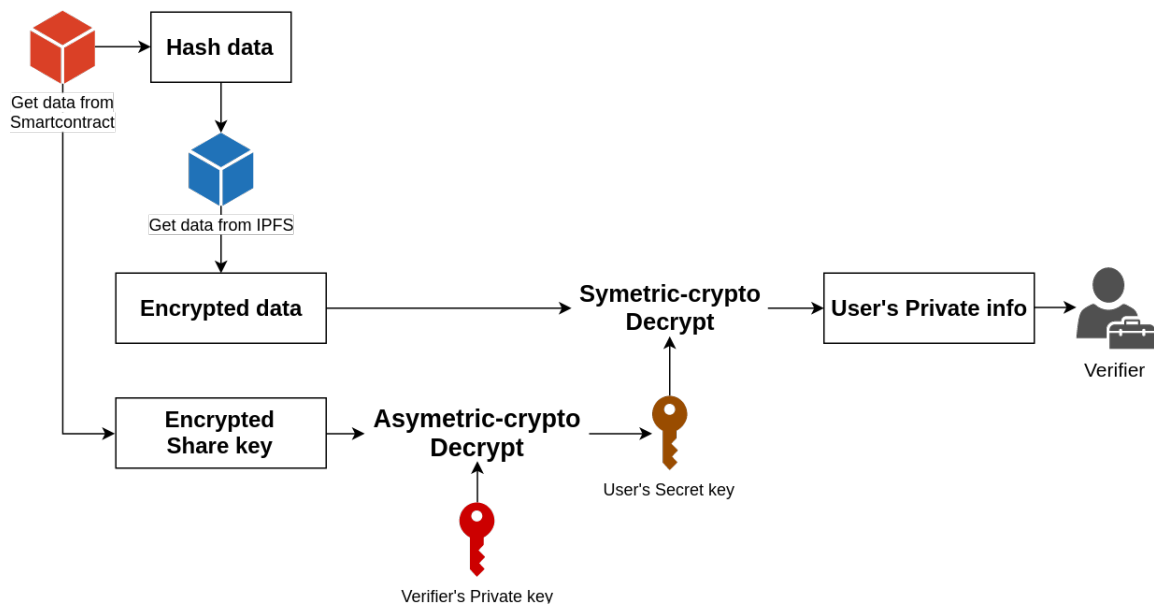 Hash data
Get data from
Smartcontract
Get data from IPFS
Encrypted data
Symetric-crypto
Decrypt
User's Private info
Verifier
Encrypted
Share key
Asymetric-crypto
Decrypt
User's Secret key
Verifier's Private key